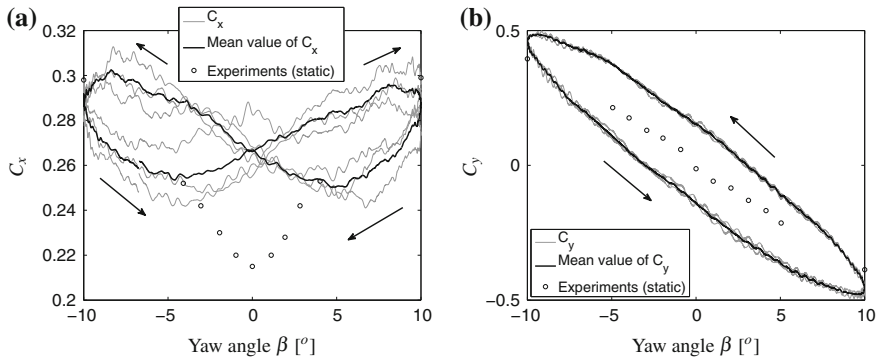 (a)
0.32
0.3
0.28
0.26
0.24
0.22
0.2
C_x
C_x
Mean value of C_x
Experiments (static)
−10
−5
0
5
10
Yaw angle β [°]
(b)
0.5
0
−0.5
C_y
C_y
Mean value of C_y
Experiments (static)
−10
−5
0
5
10
Yaw angle β [°]